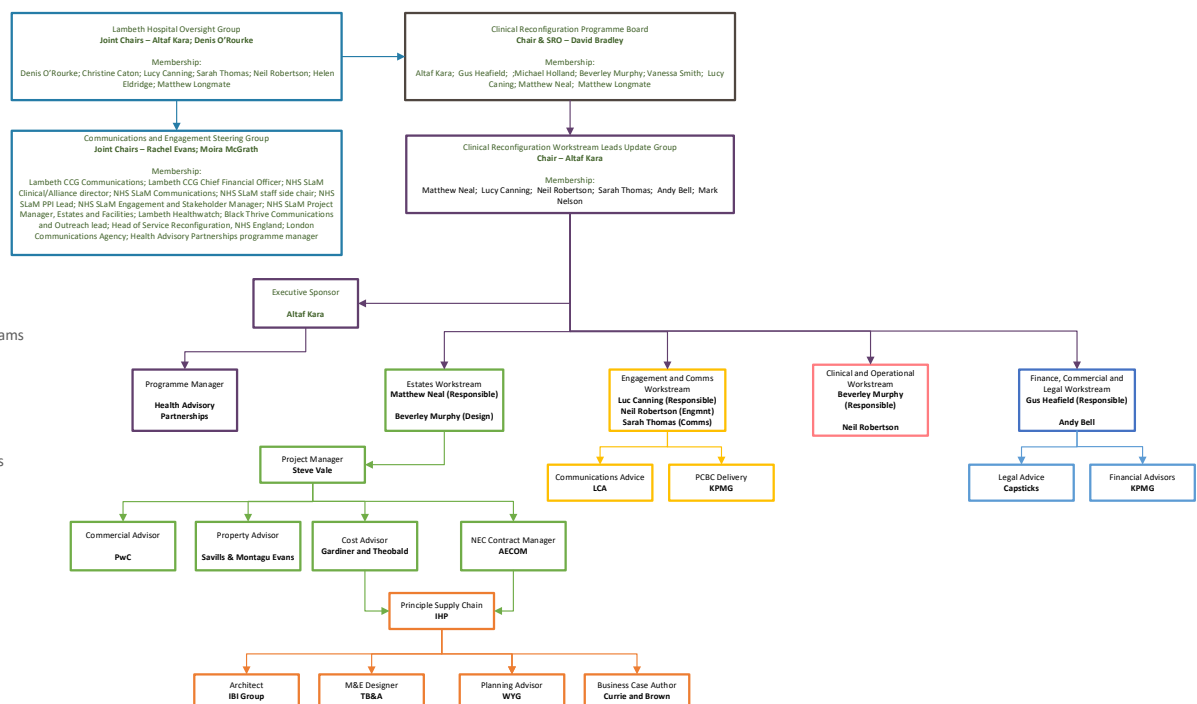 Lambeth Hospital Oversight Group
Joint Chairs – Altaf Kara; Denis O'Rourke
Membership:
Denis O'Rourke; Christine Caton; Lucy Canning; Sarah Thomas; Neil Robertson; Helen
Eldridge; Matthew Longmate
Clinical Reconfiguration Programme Board
Chair & SRO – David Bradley
Membership:
Altaf Kara; Gus Heafield; ;Michael Holland; Beverley Murphy; Vanessa Smith; Lucy
Caning; Matthew Neal; Matthew Longmate
Communications and Engagement Steering Group
Joint Chairs – Rachel Evans; Moira McGrath
Membership:
Lambeth CCG Communications; Lambeth CCG Chief Financial Officer; NHS SLaM
Clinical/Alliance director; NHS SLaM Communications; NHS SLaM staff side chair; NHS
SLaM PPI Lead; NHS SLaM Engagement and Stakeholder Manager; NHS SLaM Project
Manager, Estates and Facilities; Lambeth Healthwatch; Black Thrive Communications
and Outreach lead; Head of Service Reconfiguration, NHS England; London
Communications Agency; Health Advisory Partnerships programme manager
Clinical Reconfiguration Workstream Leads Update Group
Chair – Altaf Kara
Membership:
Matthew Neal; Lucy Canning; Neil Robertson; Sarah Thomas; Andy Bell; Mark
Nelson
Executive Sponsor
Altaf Kara
ams
Programme Manager
Health Advisory
Partnerships
Estates Workstream
Matthew Neal (Responsible)
Beverley Murphy (Design)
Engagement and Comms
Workstream
Luc Canning (Responsible)
Neil Robertson (Engmnt)
Sarah Thomas (Comms)
Clinical and Operational
Workstream
Beverley Murphy
(Responsible)
Neil Robertson
Finance, Commercial and
Legal Workstream
Gus Heafield (Responsible)
Andy Bell
s
Project Manager
Steve Vale
Communications Advice
LCA
PCBC Delivery
KPMG
Legal Advice
Capsticks
Financial Advisors
KPMG
Commercial Advisor
PwC
Property Advisor
Savills & Montagu Evans
Cost Advisor
Gardiner and Theobald
NEC Contract Manager
AECOM
Principle Supply Chain
IHP
Architect
IBI Group
M&E Designer
TB&A
Planning Advisor
WYG
Business Case Author
Currie and Brown